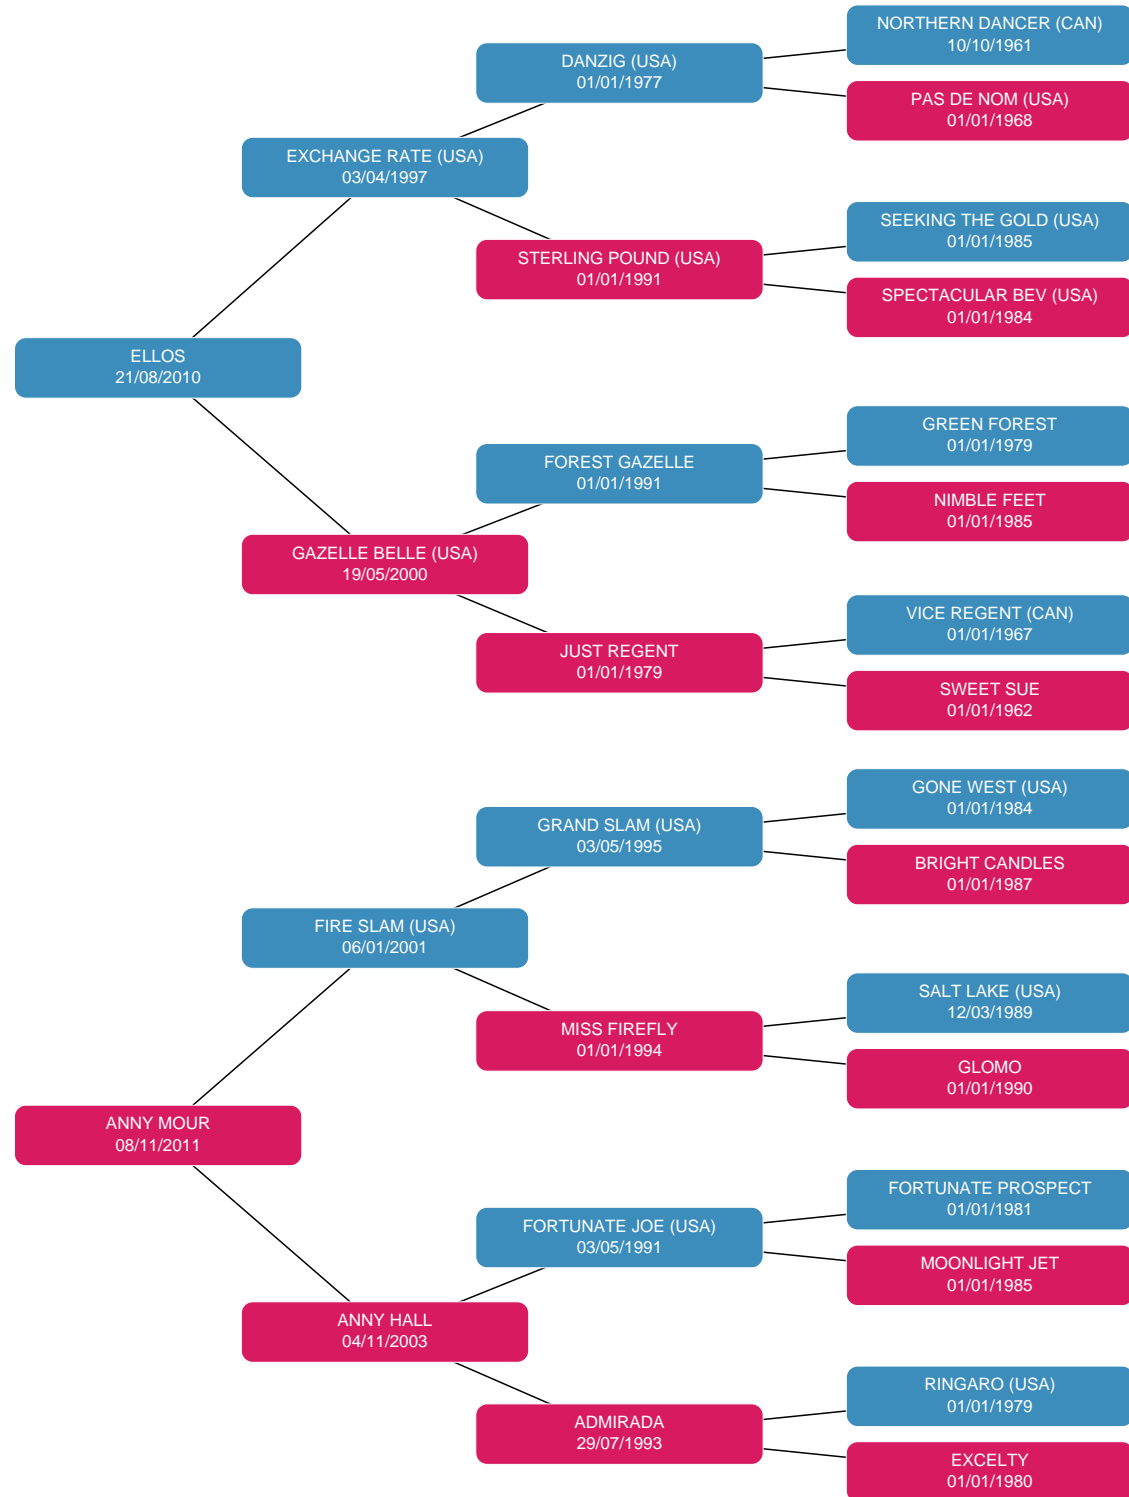 NORTHERN DANCER (CAN)
10/10/1961
DANZIG (USA)
01/01/1977
PAS DE NOM (USA)
01/01/1968
EXCHANGE RATE (USA)
03/04/1997
SEEKING THE GOLD (USA)
01/01/1985
STERLING POUND (USA)
01/01/1991
SPECTACULAR BEV (USA)
01/01/1984
ELLOS
21/08/2010
GREEN FOREST
01/01/1979
FOREST GAZELLE
01/01/1991
NIMBLE FEET
01/01/1985
GAZELLE BELLE (USA)
19/05/2000
VICE REGENT (CAN)
01/01/1967
JUST REGENT
01/01/1979
SWEET SUE
01/01/1962
GONE WEST (USA)
01/01/1984
GRAND SLAM (USA)
03/05/1995
BRIGHT CANDLES
01/01/1987
FIRE SLAM (USA)
06/01/2001
SALT LAKE (USA)
12/03/1989
MISS FIREFLY
01/01/1994
GLOMO
01/01/1990
ANNY MOUR
08/11/2011
FORTUNATE PROSPECT
01/01/1981
FORTUNATE JOE (USA)
03/05/1991
MOONLIGHT JET
01/01/1985
ANNY HALL
04/11/2003
RINGARO (USA)
01/01/1979
ADMIRADA
29/07/1993
EXCELTY
01/01/1980